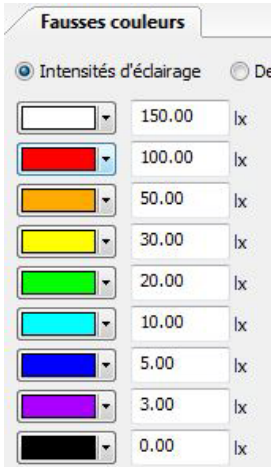 Fausses couleurs
Intensités d'éclairage De
150.00 lx
100.00 lx
50.00 lx
30.00 lx
20.00 lx
10.00 lx
5.00 lx
3.00 lx
0.00 lx